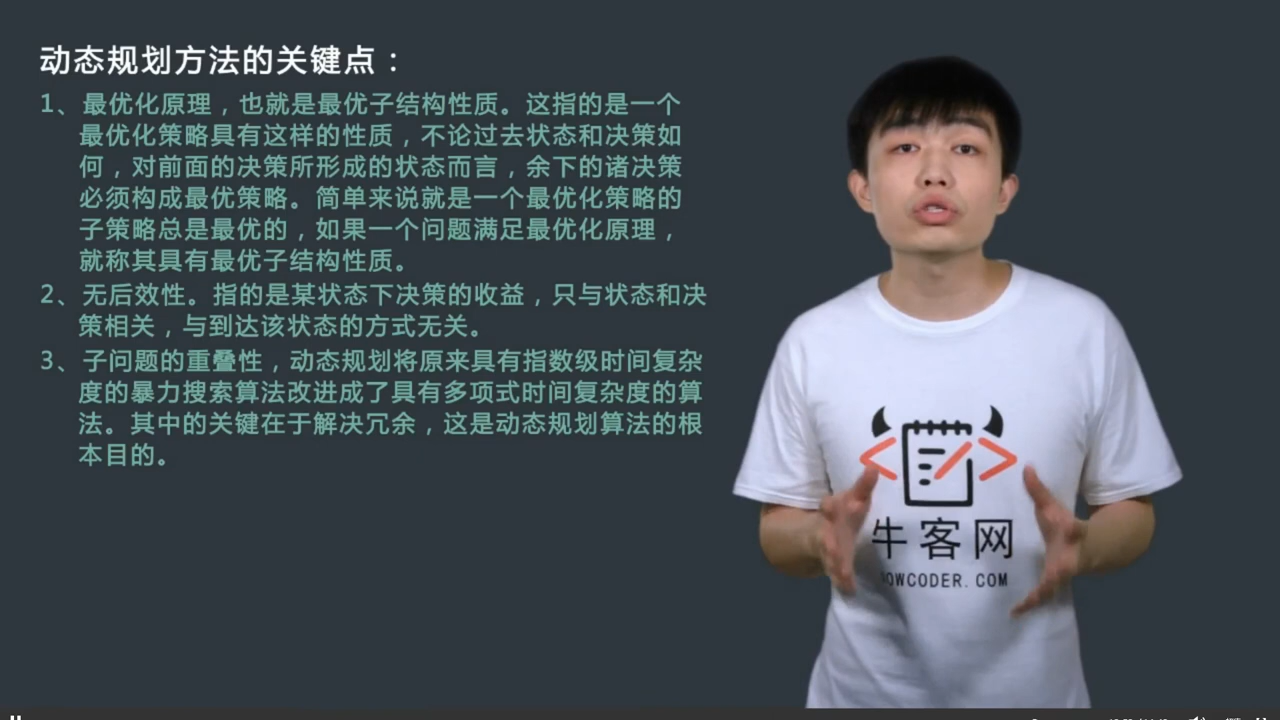 动态规划方法的关键点：
1、最优化原理，也就是最优子结构性质。这指的是一个
最优化策略具有这样的性质，不论过去状态和决策如
何，对前面的决策所形成的状态而言，余下的诸决策
必须构成最优策略。简单来说就是一个最优化策略的
子策略总是最优的，如果一个问题满足最优化原理，
就称其具有最优子结构性质。
2、无后效性。指的是某状态下决策的收益，只与状态和决
策相关，与到达该状态的方式无关。
3、子问题的重叠性，动态规划将原来具有指数级时间复杂
度的暴力搜索算法改进成了具有多项式时间复杂度的算
法。其中的关键在于解决冗余，这是动态规划算法的根
本目的。
牛客网
OWCODER.COM